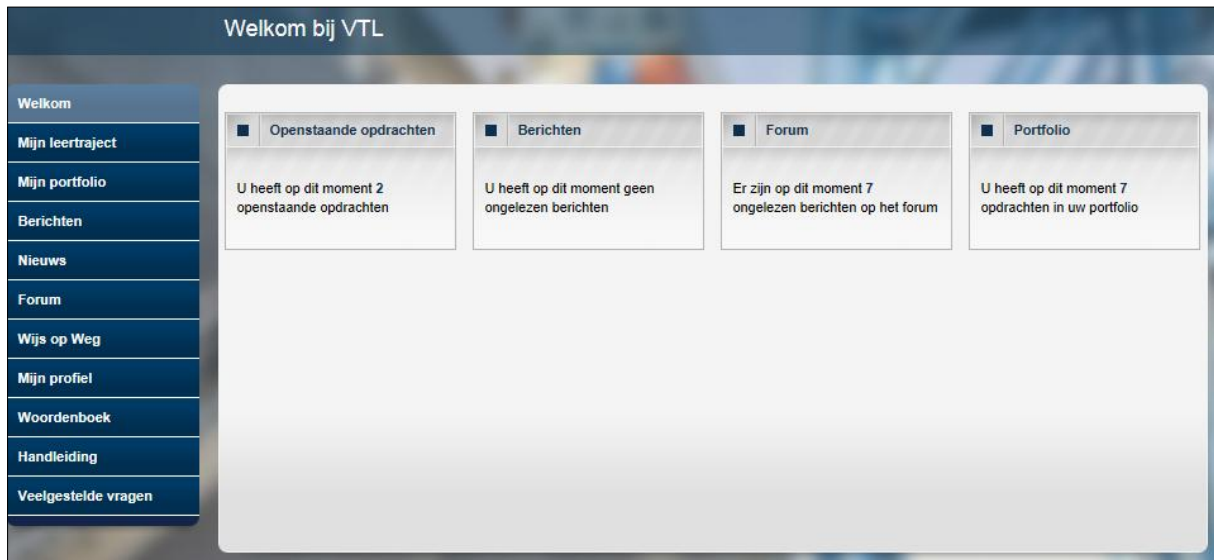 Welkom bij VTL
Welkom
Mijn leertraject
Mijn portfolio
Berichten
Nieuws
Forum
Wijs op Weg
Mijn profiel
Woordenboek
Handleiding
Veelgestelde vragen
Openstaande opdrachten
U heeft op dit moment 2
openstaande opdrachten
Berichten
U heeft op dit moment geen
ongelezen berichten
Forum
Er zijn op dit moment 7
ongelezen berichten op het forum
Portfolio
U heeft op dit moment 7
opdrachten in uw portfolio